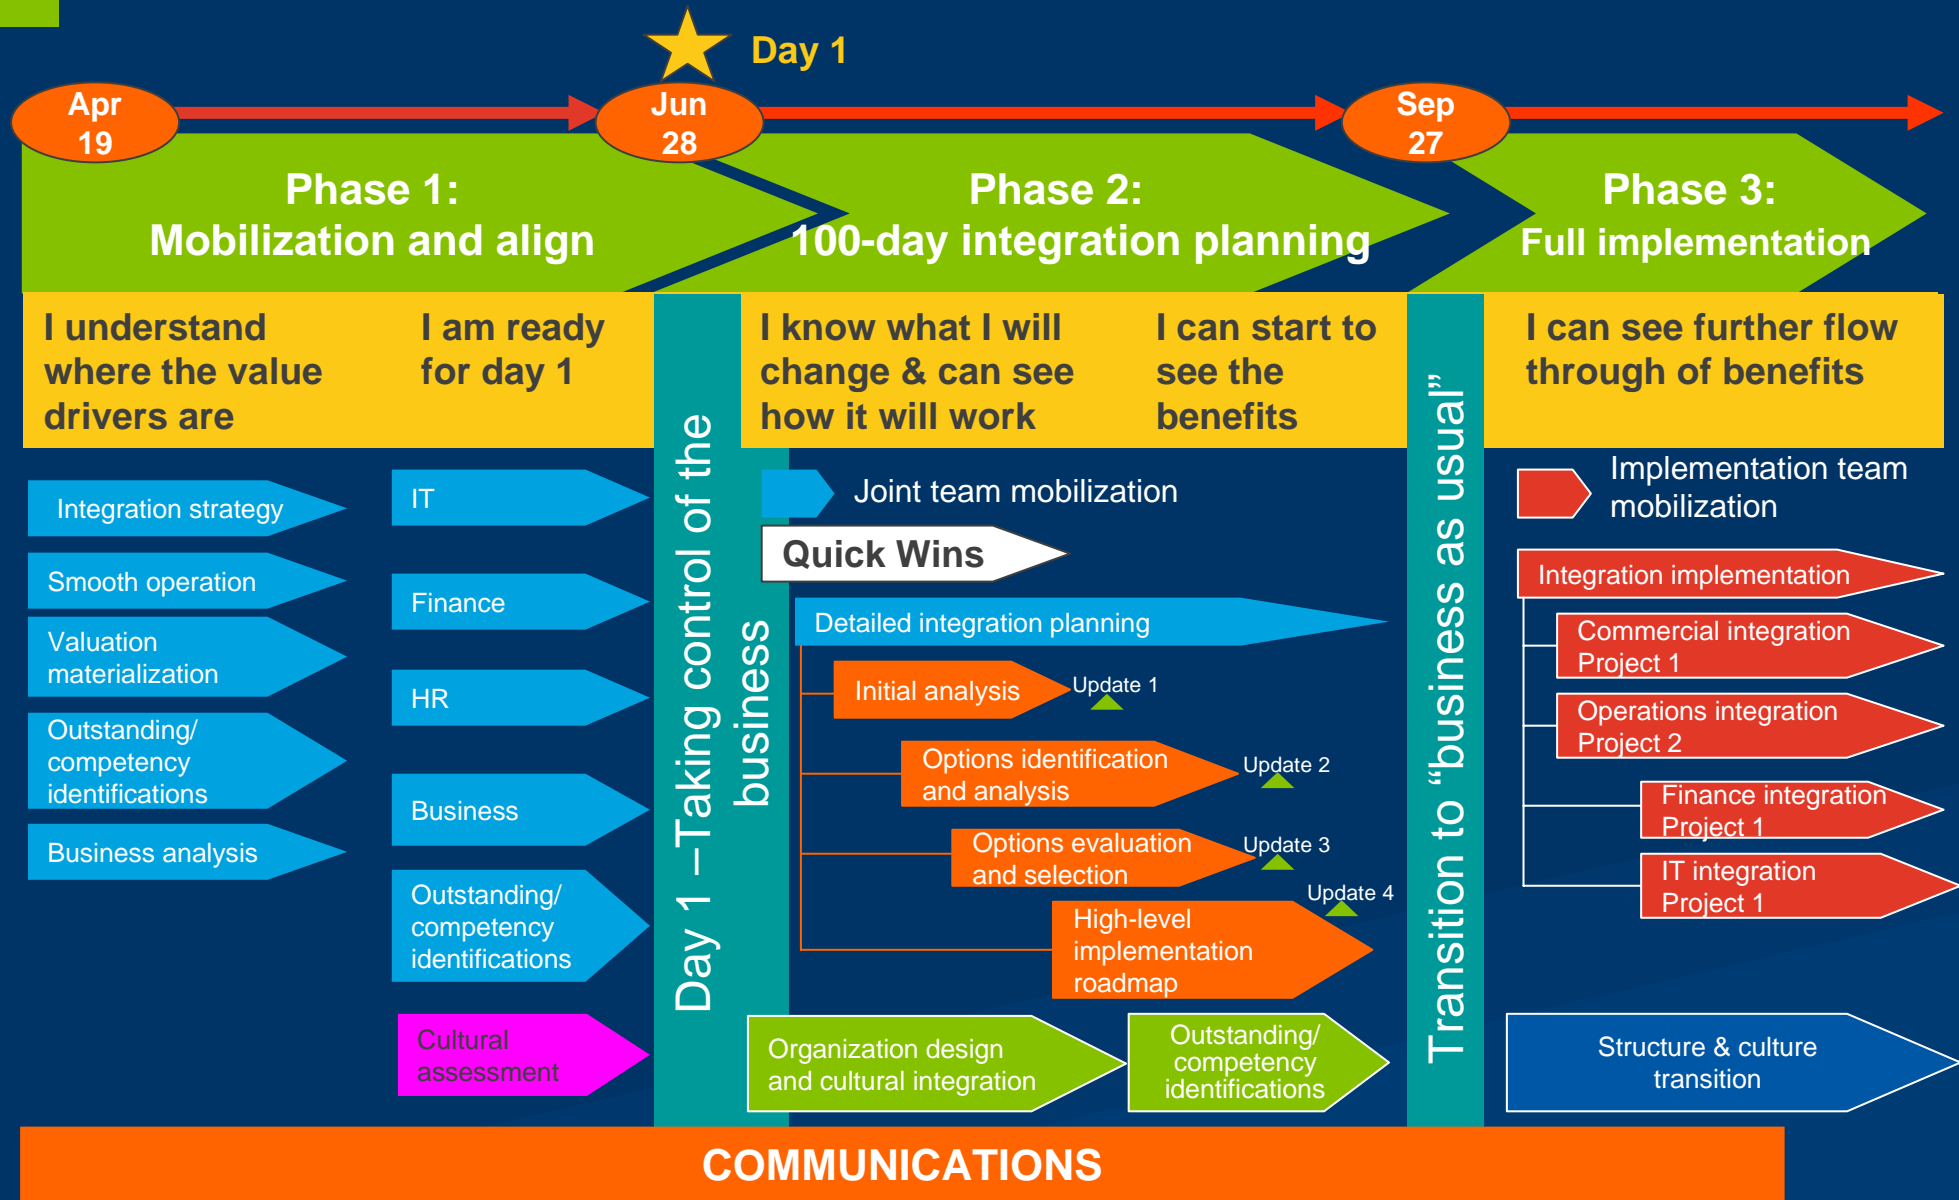 Day 1
Apr
19
Jun
28
Sep
27
Phase 1:
Mobilization and align
Phase 2:
100-day integration planning
Phase 3:
Full implementation
I understand
where the value
drivers are
I am ready
for day 1
I know what I will
change & can see
how it will work
I can start to
see the
benefits
I can see further flow
through of benefits
Integration strategy
Smooth operation
Valuation
materialization
Outstanding/
competency
identifications
Business analysis
IT
Finance
HR
Business
Outstanding/
competency
identifications
Cultural
assessment
Day 1 –Taking control of the
business
Joint team mobilization
Quick Wins
Detailed integration planning
Initial analysis
Update 1
Options identification
and analysis
Update 2
Options evaluation
and selection
Update 3
Update 4
High-level
implementation
roadmap
Organization design
and cultural integration
Outstanding/
competency
identifications
Transition to “business as usual”
Implementation team
mobilization
Integration implementation
Commercial integration
Project 1
Operations integration
Project 2
Finance integration
Project 1
IT integration
Project 1
Structure & culture
transition
COMMUNICATIONS